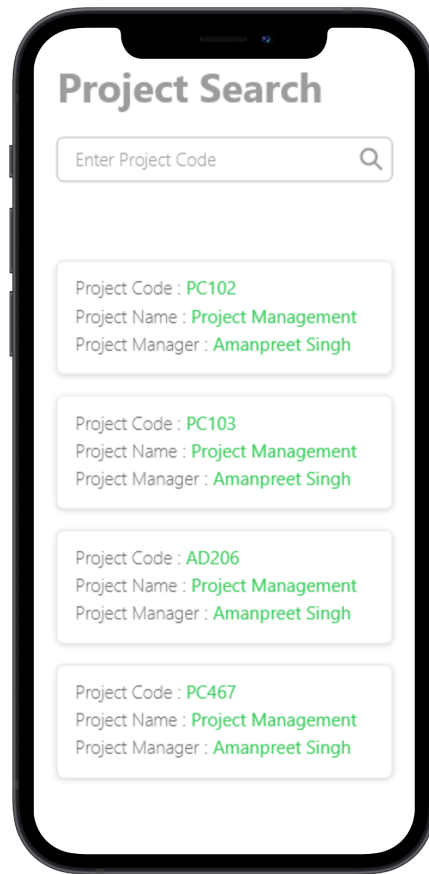 Project Search
Enter Project Code
Project Code : PC102
Project Name : Project Management
Project Manager : Amanpreet Singh
Project Code : PC103
Project Name : Project Management
Project Manager : Amanpreet Singh
Project Code : AD206
Project Name : Project Management
Project Manager : Amanpreet Singh
Project Code : PC467
Project Name : Project Management
Project Manager : Amanpreet Singh